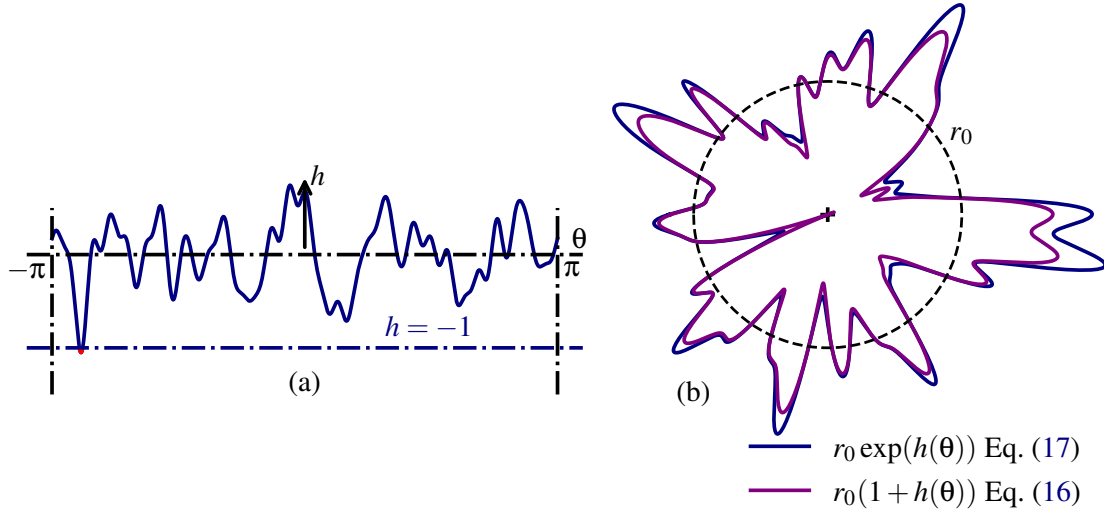 h
θ
−π
π
h = −1
(a)
r₀
(b)
r₀ exp(h(θ)) Eq. (17)
r₀(1 + h(θ)) Eq. (16)